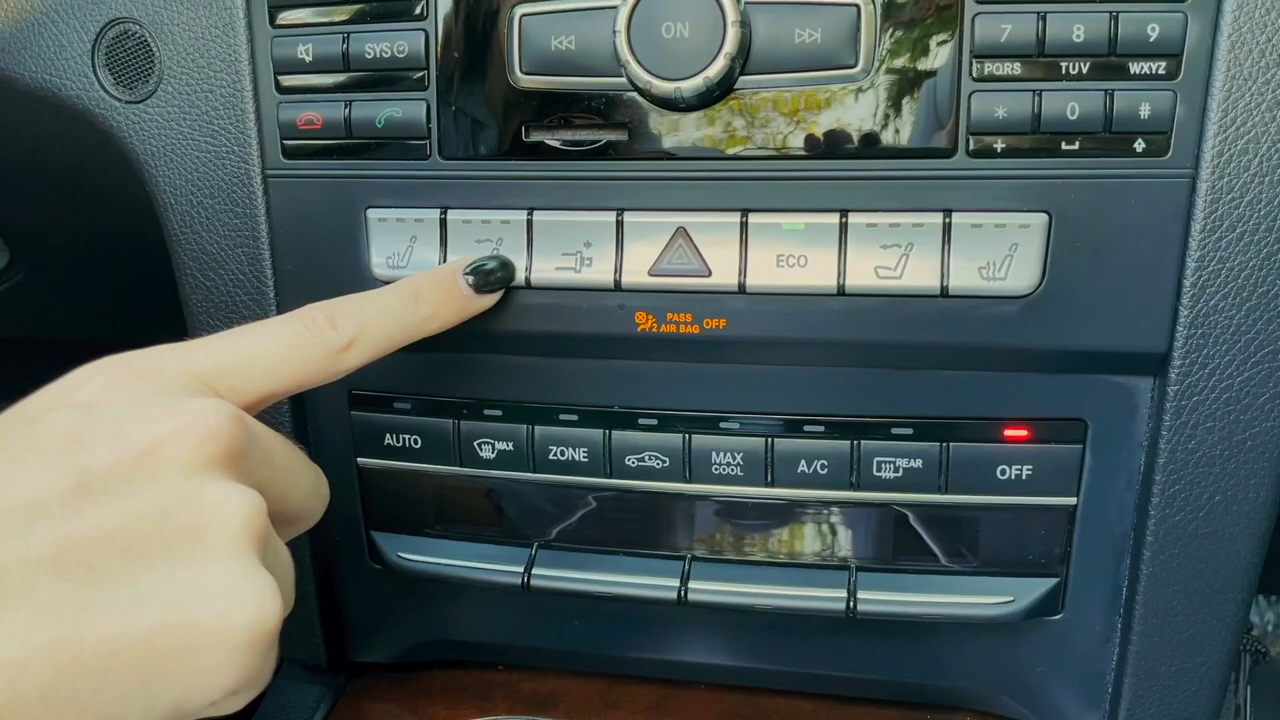 ON
SYS
7 8 9
PQRS TUV WXYZ
* 0 #
+
ECO
PASS
2 AIR BAG OFF
AUTO
MAX
ZONE
MAX
COOL
A/C
REAR
OFF